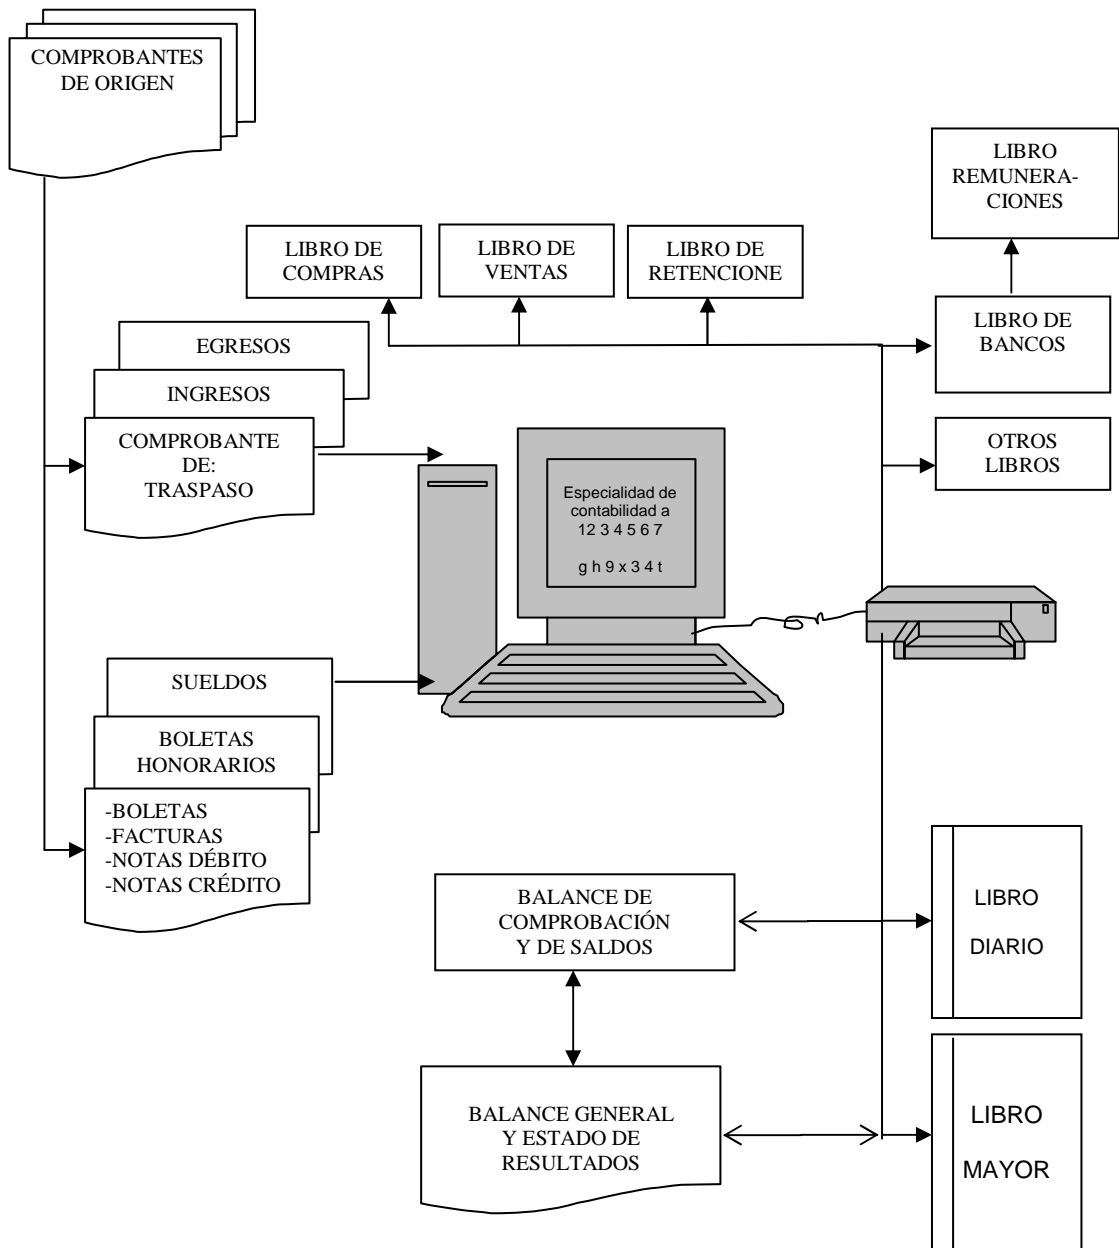 COMPROBANTES
DE ORIGEN
LIBRO
REMUNERA-
CIONES
LIBRO DE
COMPRAS
LIBRO DE
VENTAS
LIBRO DE
RETENCIONE
LIBRO DE
BANCOS
EGRESOS
INGRESOS
COMPROBANTE
DE:
TRASPASO
OTROS
LIBROS
Especialidad de
contabilidad a
12 3 4 5 6 7
g h 9 x 3 4 t
SUELDOS
BOLETAS
HONORARIOS
-BOLETAS
-FACTURAS
-NOTAS DÉBITO
-NOTAS CRÉDITO
BALANCE DE
COMPROBACIÓN
Y DE SALDOS
LIBRO
DIARIO
BALANCE GENERAL
Y ESTADO DE
RESULTADOS
LIBRO
MAYOR